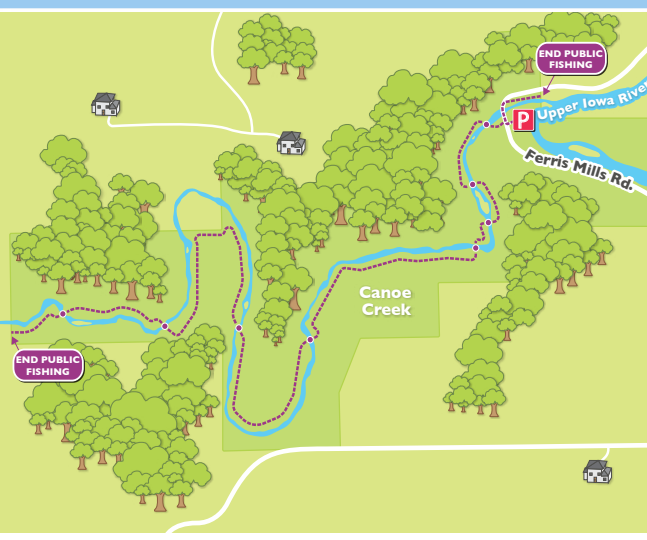 END PUBLIC
FISHING
P
Upper Iowa River
Ferris Mills Rd.
Canoe
Creek
END PUBLIC
FISHING